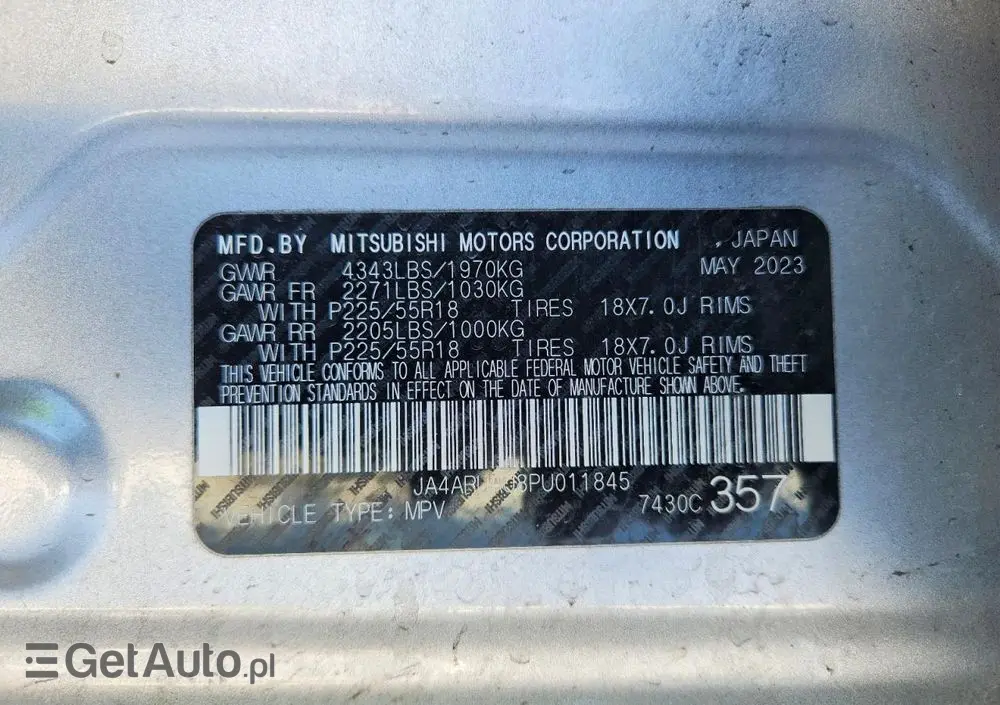 MFD.BY MITSUBISHI MOTORS CORPORATION , JAPAN
GVWR 4343LBS/1970KG MAY 2023
GAWR FR 2271LBS/1030KG
WITH P225/55R18 TIRES 18X7.0J RIMS
GAWR RR 2205LBS/1000KG
WITH P225/55R18 TIRES 18X7.0J RIMS
THIS VEHICLE CONFORMS TO ALL APPLICABLE FEDERAL MOTOR VEHICLE SAFETY AND THEFT
PREVENTION STANDARDS IN EFFECT ON THE DATE OF MANUFACTURE SHOWN ABOVE.
VEHICLE TYPE:MPV 7430C 357
GetAuto.pl